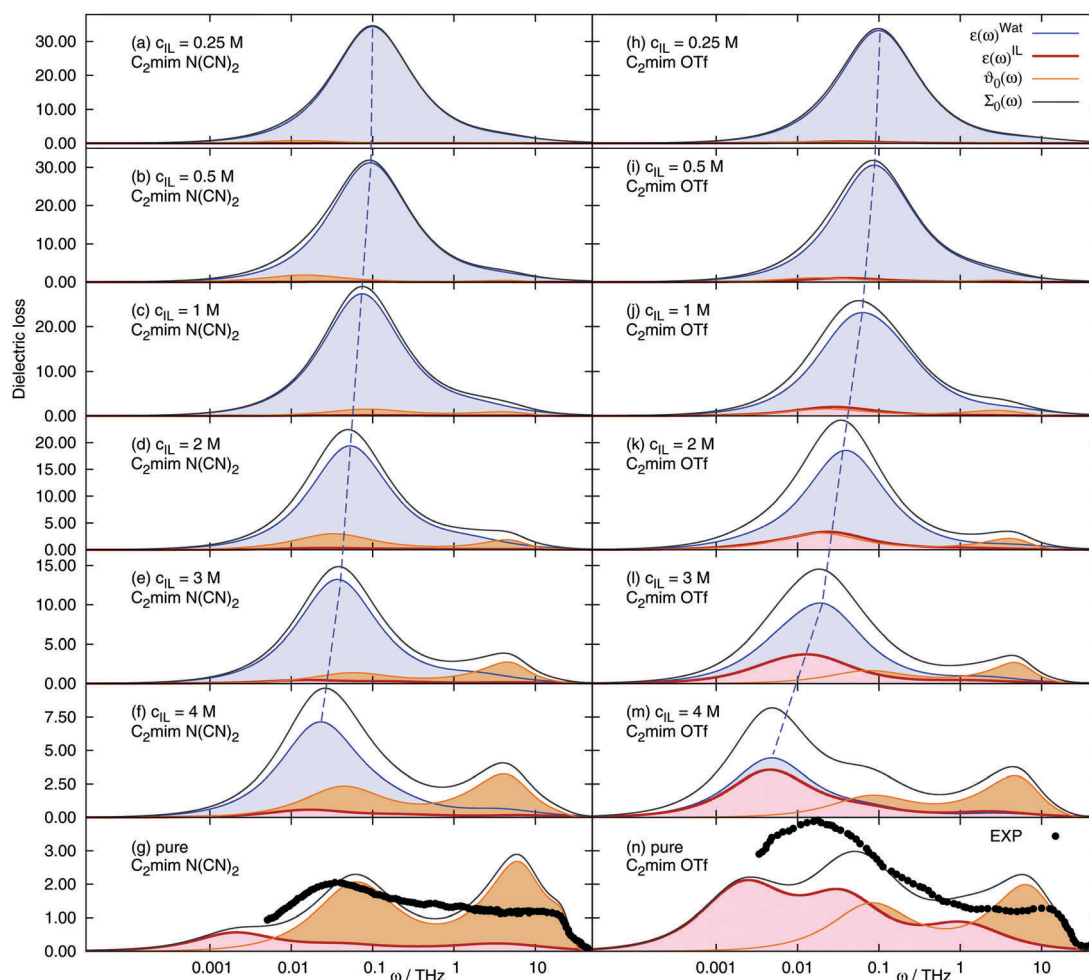 (a) c_IL = 0.25 M
C₂mim N(CN)₂
30.00
20.00
10.00
0.00
(b) c_IL = 0.5 M
C₂mim N(CN)₂
30.00
20.00
10.00
0.00
(c) c_IL = 1 M
C₂mim N(CN)₂
20.00
10.00
0.00
(d) c_IL = 2 M
C₂mim N(CN)₂
20.00
15.00
10.00
5.00
0.00
(e) c_IL = 3 M
C₂mim N(CN)₂
15.00
10.00
5.00
0.00
(f) c_IL = 4 M
C₂mim N(CN)₂
7.50
5.00
2.50
0.00
(g) pure
C₂mim N(CN)₂
3.00
2.00
1.00
0.00
Dielectric loss
0.001 0.01 0.1 1 10
ω / THz
(h) c_IL = 0.25 M
C₂mim OTf
ε(ω)^Wat
ε(ω)^IL
ϑ₀(ω)
Σ₀(ω)
(i) c_IL = 0.5 M
C₂mim OTf
(j) c_IL = 1 M
C₂mim OTf
(k) c_IL = 2 M
C₂mim OTf
(l) c_IL = 3 M
C₂mim OTf
(m) c_IL = 4 M
C₂mim OTf
(n) pure
C₂mim OTf
EXP
0.001 0.01 0.1 1 10
ω / THz